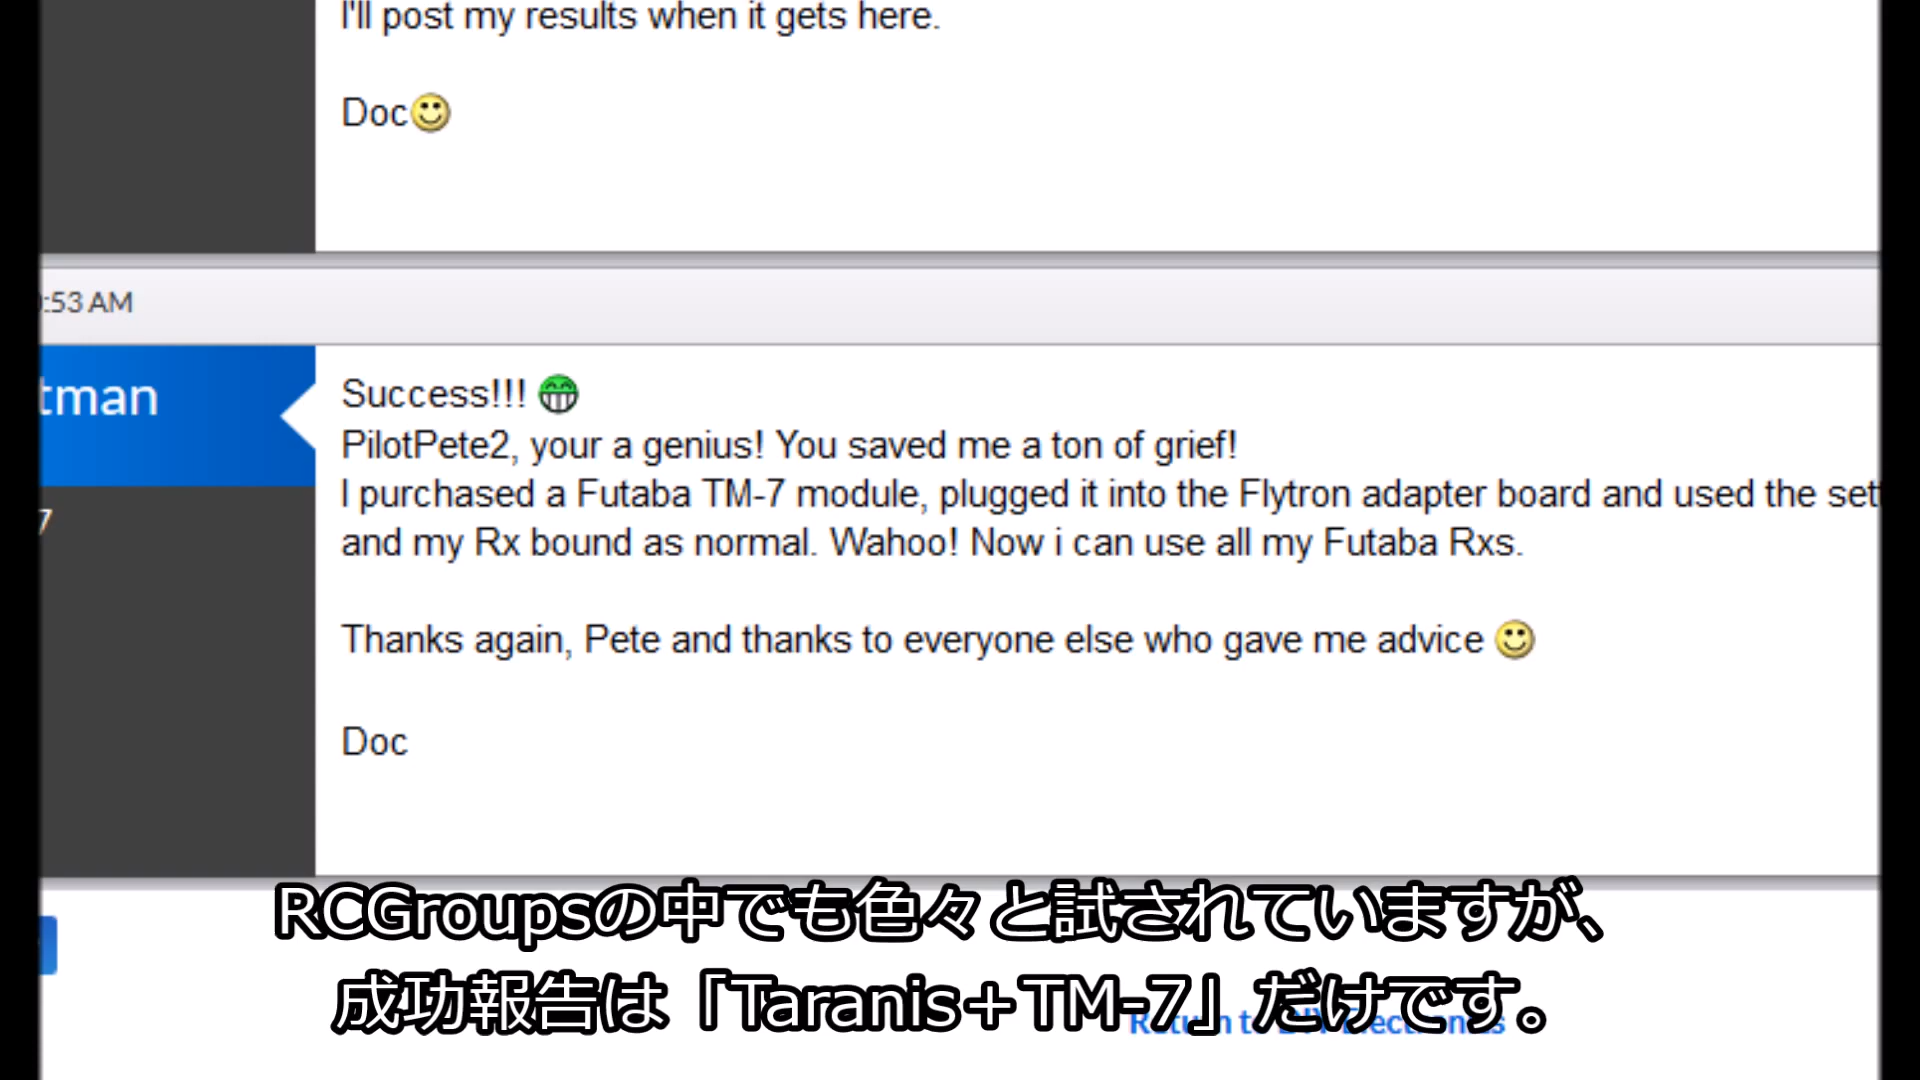 I'll post my results when it gets here.
Doc
:53 AM
tman
7
Success!!!
PilotPete2, your a genius! You saved me a ton of grief!
I purchased a Futaba TM-7 module, plugged it into the Flytron adapter board and used the set
and my Rx bound as normal. Wahoo! Now i can use all my Futaba Rxs.
Thanks again, Pete and thanks to everyone else who gave me advice
Doc
RCGroupsの中でも色々と試されていますが、
成功報告は「Taranis＋TM-7」だけです。
Return to DIY Electronics